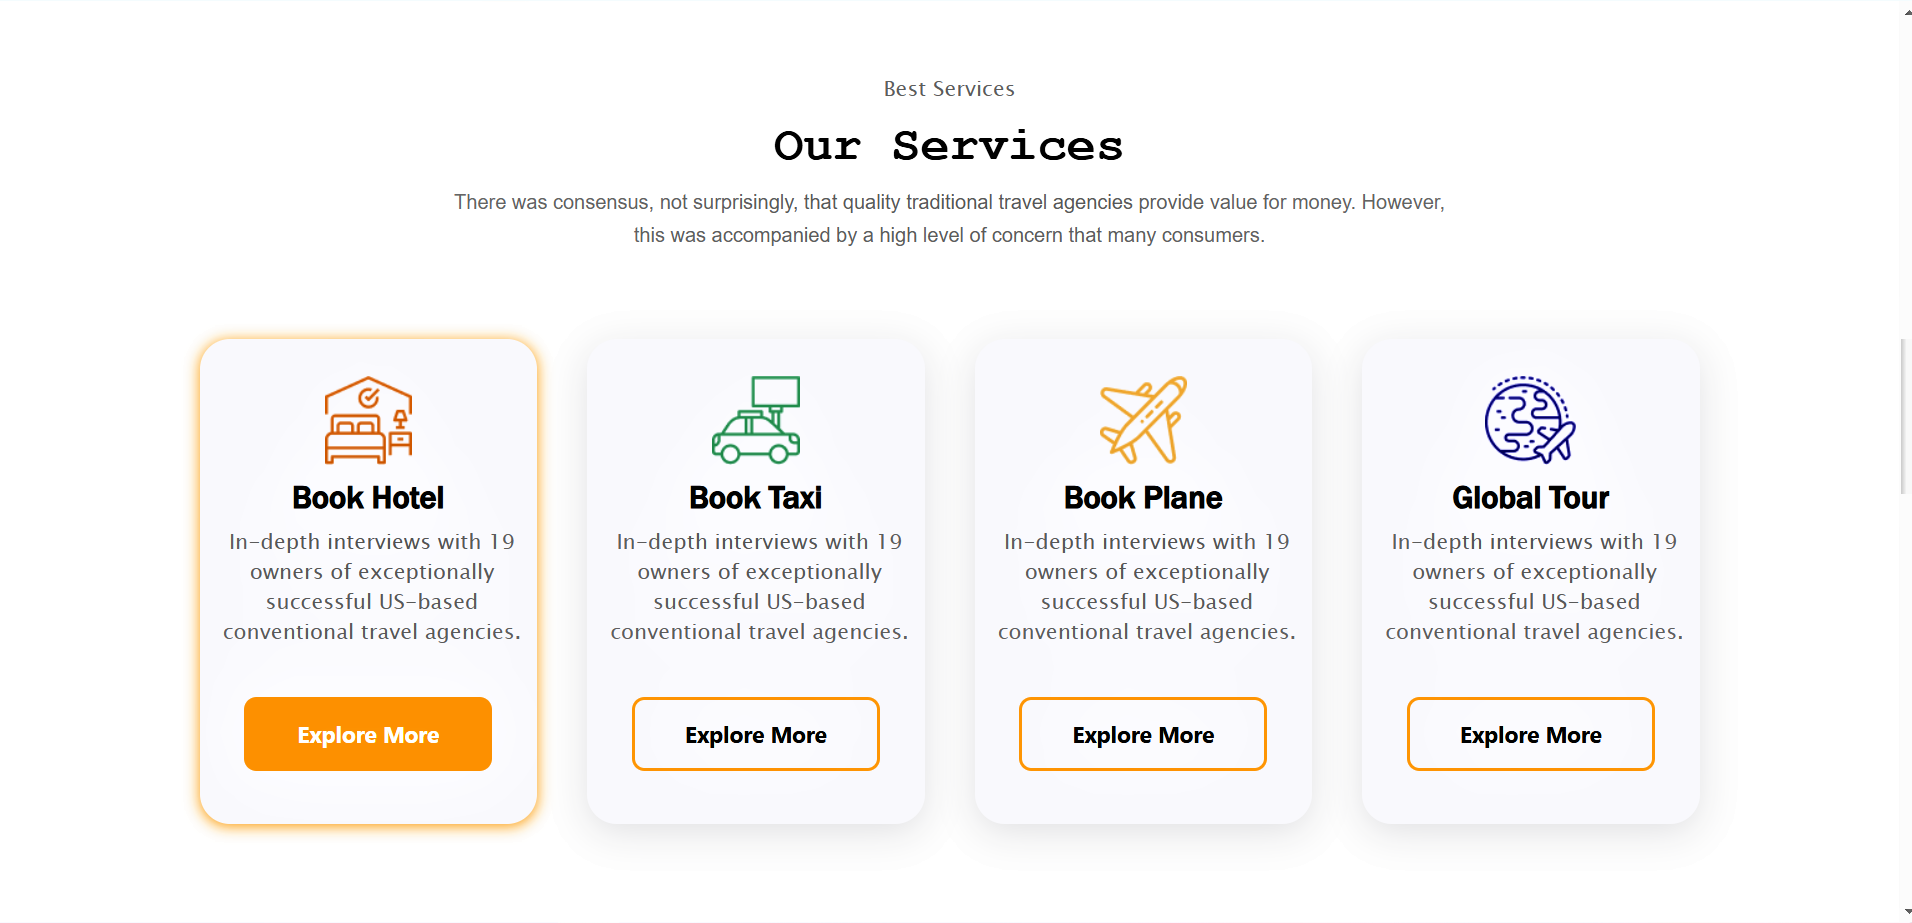 Best Services
Our Services
There was consensus, not surprisingly, that quality traditional travel agencies provide value for money. However,
this was accompanied by a high level of concern that many consumers.
Book Hotel
In-depth interviews with 19
owners of exceptionally
successful US-based
conventional travel agencies.
Explore More
Book Taxi
In-depth interviews with 19
owners of exceptionally
successful US-based
conventional travel agencies.
Explore More
Book Plane
In-depth interviews with 19
owners of exceptionally
successful US-based
conventional travel agencies.
Explore More
Global Tour
In-depth interviews with 19
owners of exceptionally
successful US-based
conventional travel agencies.
Explore More